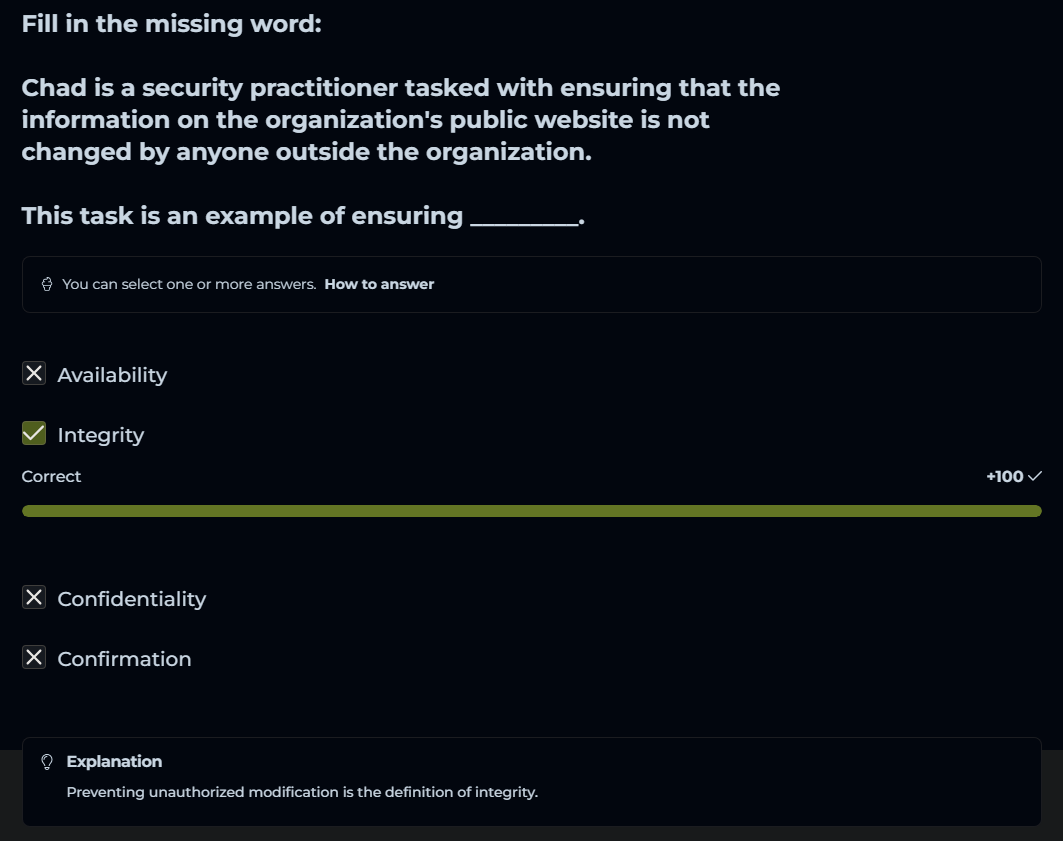 Fill in the missing word:
Chad is a security practitioner tasked with ensuring that the
information on the organization's public website is not
changed by anyone outside the organization.
This task is an example of ensuring _________.
You can select one or more answers. How to answer
Availability
Integrity
Correct +100
Confidentiality
Confirmation
Explanation
Preventing unauthorized modification is the definition of integrity.